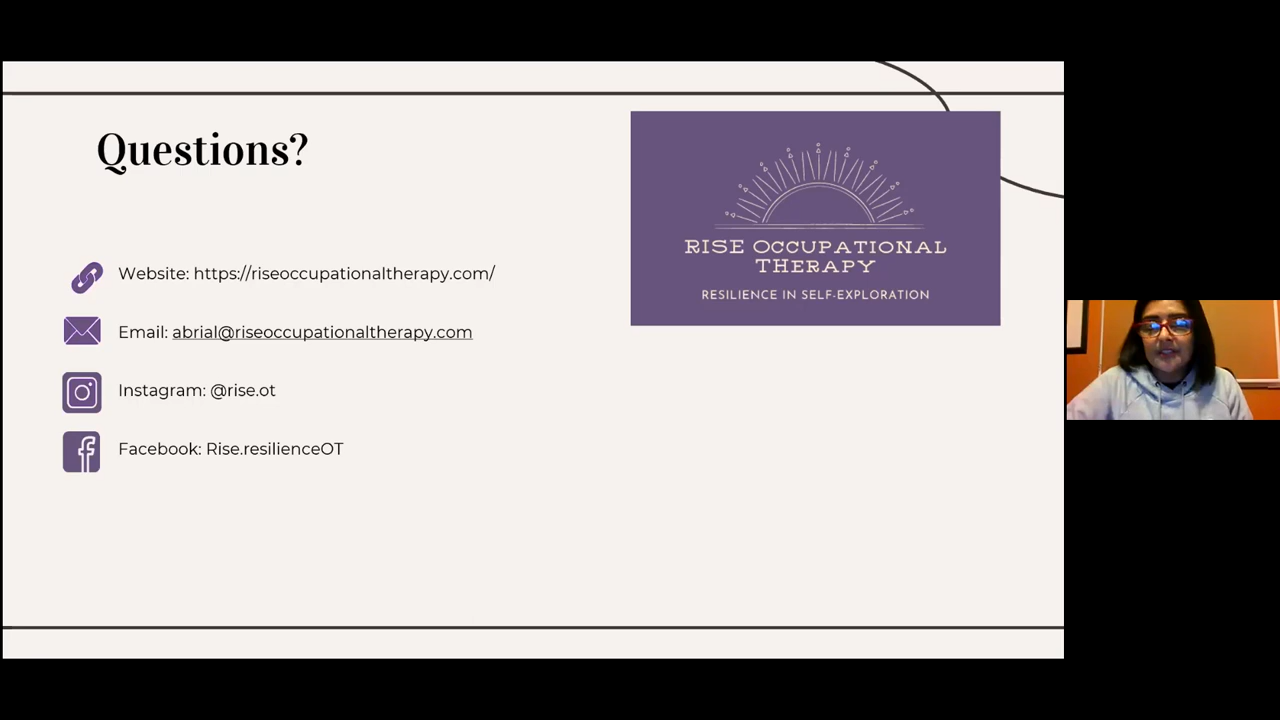 Questions?
RISE OCCUPATIONAL
THERAPY
RESILIENCE IN SELF-EXPLORATION
Website: https://riseoccupationaltherapy.com/
Email: abrial@riseoccupationaltherapy.com
Instagram: @rise.ot
Facebook: Rise.resilienceOT